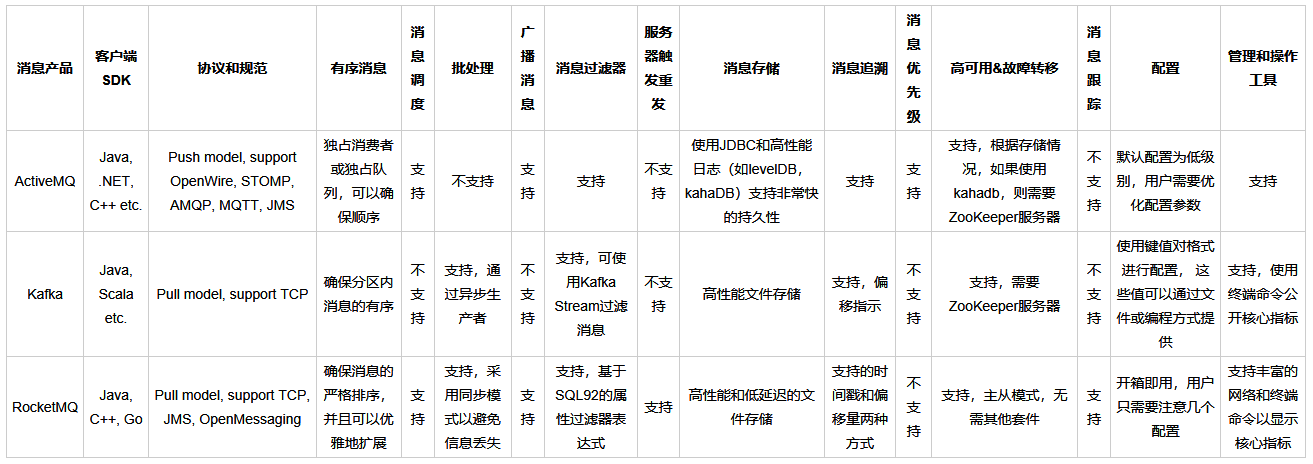 消息产品
客户端
SDK
协议和规范
有序消息
消
息
调
度
批处理
广
播
消
息
消息过滤器
服务
器触
发重
发
消息存储
消息追溯
消
息
优
先
级
高可用&故障转移
消
息
跟
踪
配置
管理和操作
工具
ActiveMQ
Java,
.NET,
C++ etc.
Push model, support
OpenWire, STOMP,
AMQP, MQTT, JMS
独占消费者
或独占队
列，可以确
保顺序
支
持
不支持
支
持
支持
不支
持
使用JDBC和高性能
日志（如levelDB，
kahaDB）支持非常快
的持久性
支持
支
持
支持，根据存储情
况，如果使用
kahadb，则需要
ZooKeeper服务器
不
支
持
默认配置为低级
别，用户需要优
化配置参数
支持
Kafka
Java,
Scala
etc.
Pull model, support TCP
确保分区内
消息的有序
不
支
持
支持，通
过异步生
产者
不
支
持
支持，可使
用Kafka
Stream过滤
消息
不支
持
高性能文件存储
支持，偏
移指示
不
支
持
支持，需要
ZooKeeper服务器
不
支
持
使用键值对格式
进行配置， 这
些值可以通过文
件或编程方式提
供
支持，使用
终端命令公
开核心指标
RocketMQ
Java,
C++, Go
Pull model, support TCP,
JMS, OpenMessaging
确保消息的
严格排序，
并且可以优
雅地扩展
支
持
支持，采
用同步模
式以避免
信息丢失
支
持
支持，基于
SQL92的属
性过滤器表
达式
支持
高性能和低延迟的文
件存储
支持的时
间戳和偏
移量两种
方式
不
支
持
支持，主从模式，无
需其他套件
支
持
开箱即用，用户
只需要注意几个
配置
支持丰富的
网络和终端
命令以显示
核心指标